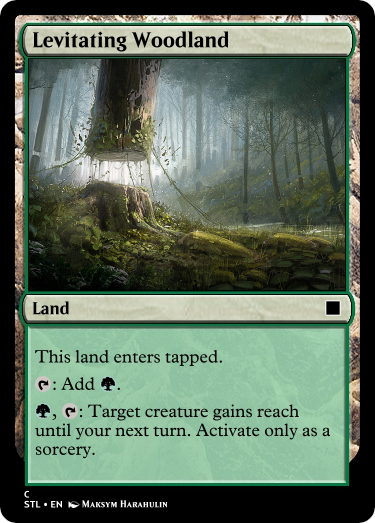 Levitating Woodland
Land
This land enters tapped.
: Add .
, : Target creature gains reach
until your next turn. Activate only as a
sorcery.
C
STL • EN Maksym Harahulin